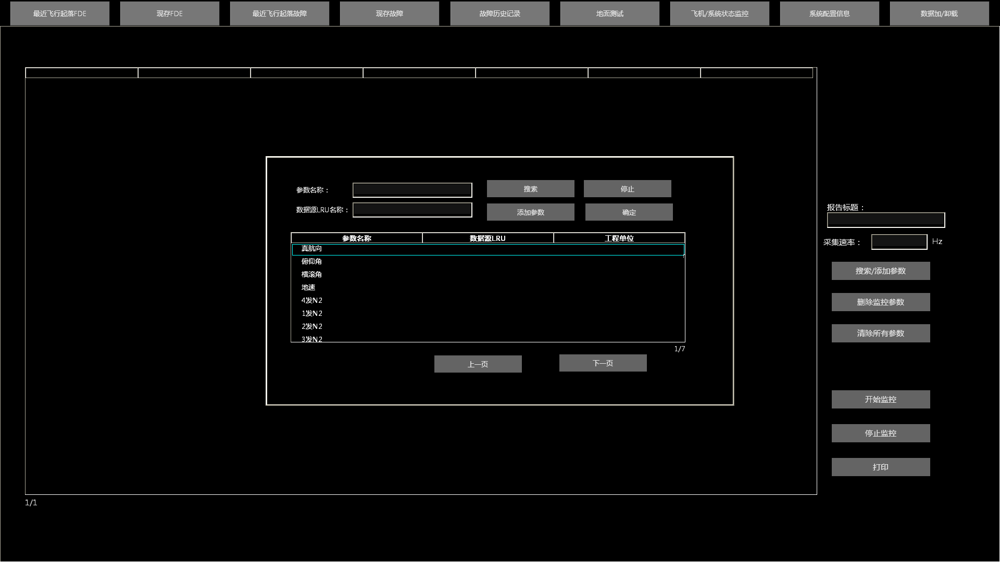 最近飞行起落FDE
现存FDE
最近飞行起落故障
现存故障
故障历史记录
地面测试
飞机/系统状态监控
系统配置信息
数据加/卸载
参数名称：
搜索
停止
数据源LRU名称：
添加参数
确定
参数名称 数据源LRU 工程单位
真航向
俯仰角
横滚角
地速
4发N2
1发N2
2发N2
3发N2
1/7
上一页
下一页
报告标题：
采集速率： Hz
搜索/添加参数
删除监控参数
清除所有参数
开始监控
停止监控
打印
1/1